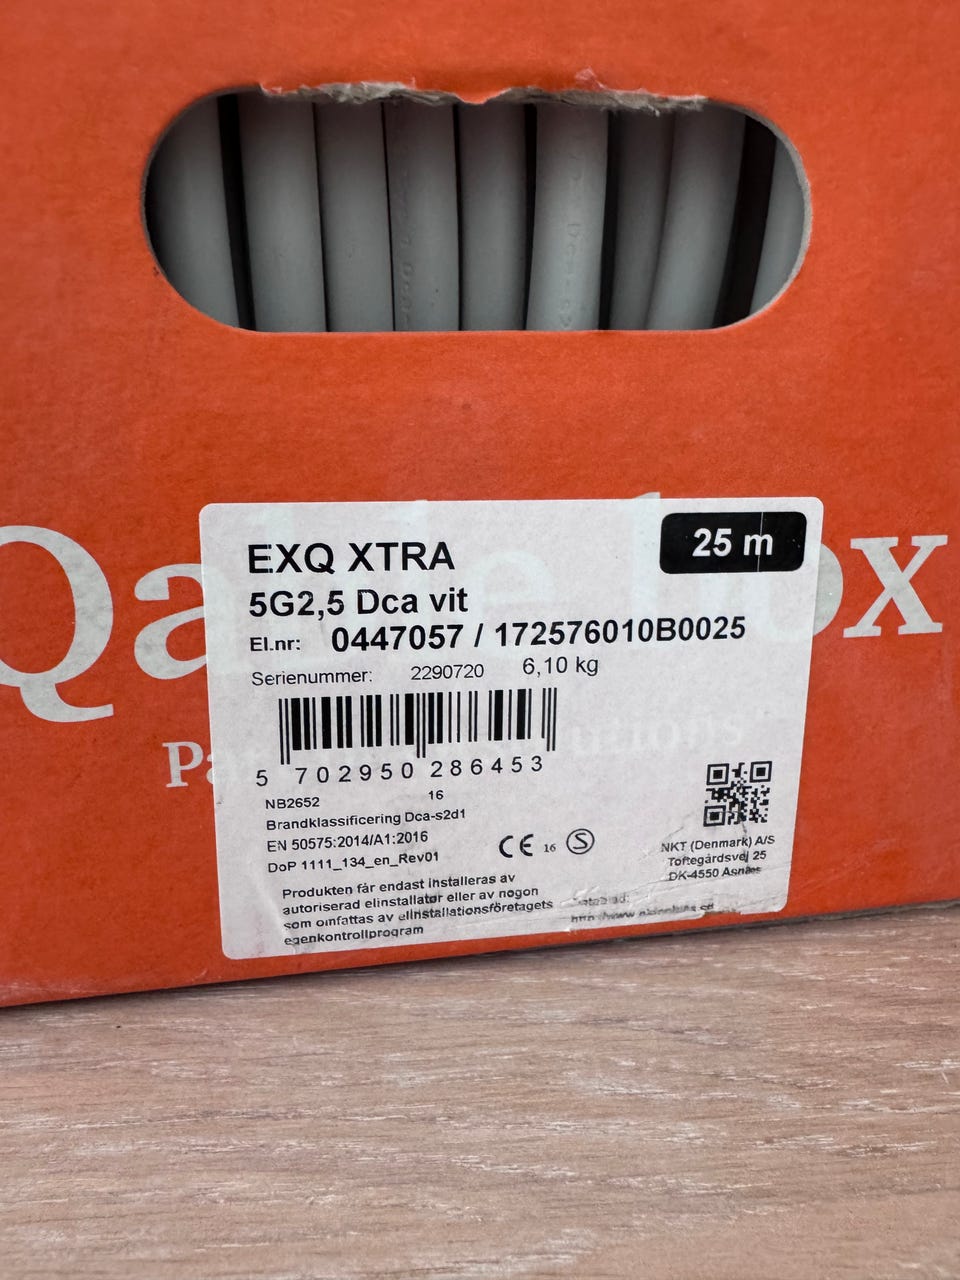 EXQ XTRA
25 m
5G2,5 Dca vit
El.nr: 0447057 / 172576010B0025
Serienummer: 2290720 6,10 kg
5 702950 286453
NB2652 16
Brandklassificering Dca-s2d1
EN 50575:2014/A1:2016
DoP 1111_134_en_Rev01
CE 16 S
NKT (Denmark) A/S
Toftegårdsvej 25
DK-4550 Asnæs
Produkten får endast installeras av
autoriserad elinstallatør eller av nogon
som omfattas av elinstallationsföretagets
egenkontrollprogram